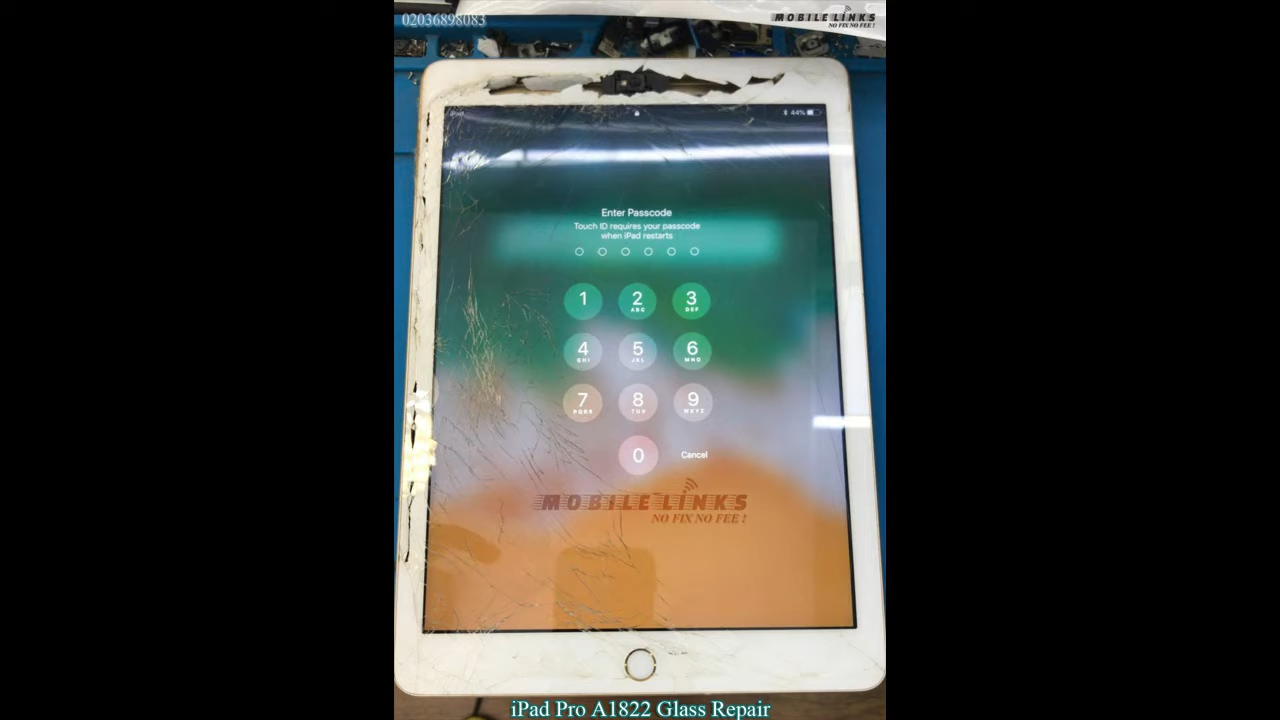 02036898083
MOBILE LINKS
NO FIX NO FEE !
iPad
44%
Enter Passcode
Touch ID requires your passcode
when iPad restarts
1
2
ABC
3
DEF
4
GHI
5
JKL
6
MNO
7
PQRS
8
TUV
9
WXYZ
0
Cancel
MOBILE LINKS
NO FIX NO FEE !
iPad Pro A1822 Glass Repair